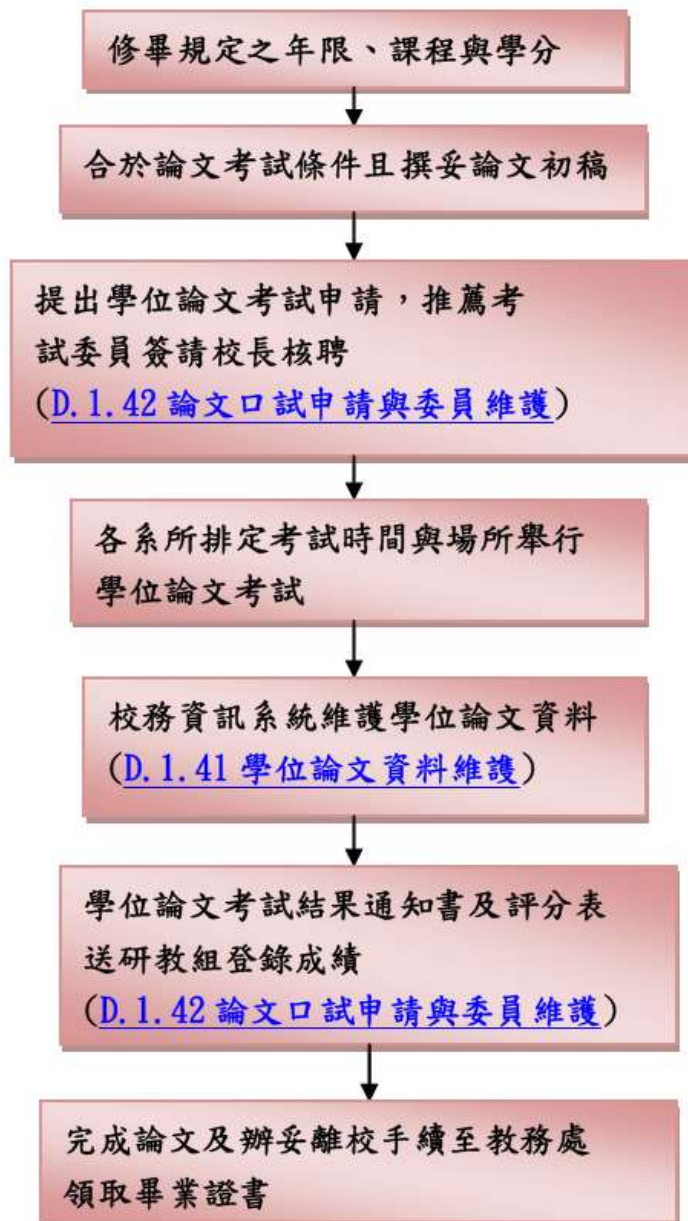 修畢規定之年限、課程與學分
合於論文考試條件且撰妥論文初稿
提出學位論文考試申請，推薦考
試委員簽請校長核聘
(D.1.42 論文口試申請與委員維護)
各系所排定考試時間與場所舉行
學位論文考試
校務資訊系統維護學位論文資料
(D.1.41 學位論文資料維護)
學位論文考試結果通知書及評分表
送研教組登錄成績
(D.1.42 論文口試申請與委員維護)
完成論文及辦妥離校手續至教務處
領取畢業證書